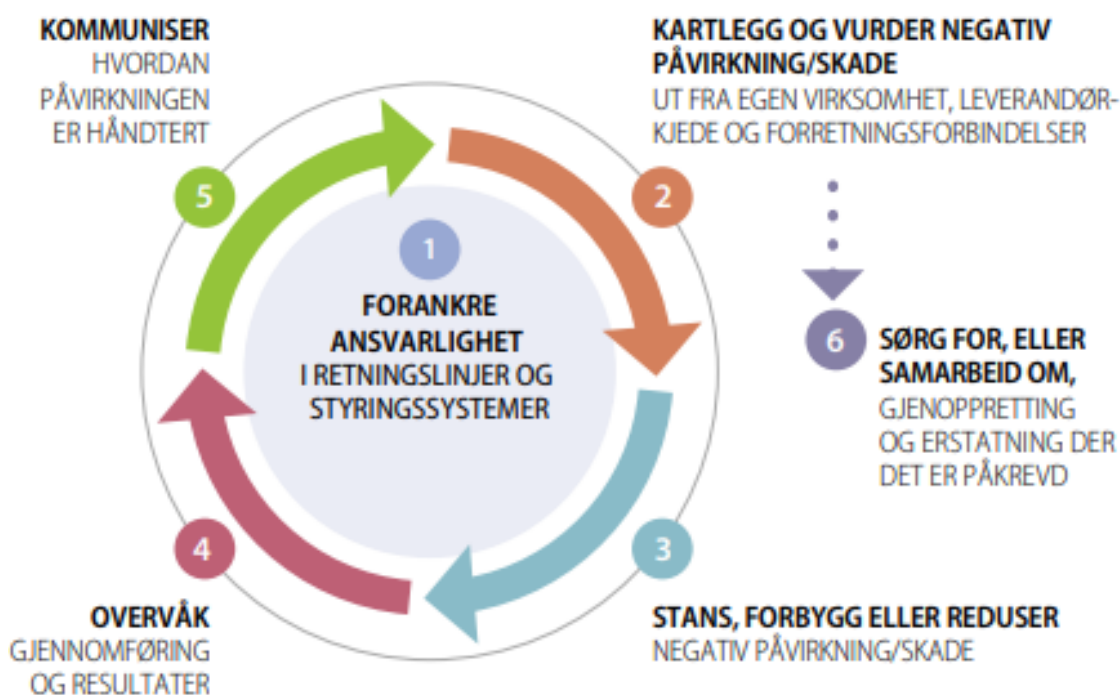 KOMMUNISER
HVORDAN
PÅVIRKNINGEN
ER HÅNDTERT
KARTLEGG OG VURDER NEGATIV
PÅVIRKNING/SKADE
UT FRA EGEN VIRKSOMHET, LEVERANDØR-
KJEDE OG FORRETNINGSFORBINDELSER
5
2
1
FORANKRE
ANSVARLIGHET
I RETNINGSLINJER OG
STYRINGSSYSTEMER
6
SØRG FOR, ELLER
SAMARBEID OM,
GJENOPPRETTING
OG ERSTATNING DER
DET ER PÅKREVD
4
3
OVERVÅK
GJENNOMFØRING
OG RESULTATER
STANS, FORBYGG ELLER REDUSER
NEGATIV PÅVIRKNING/SKADE